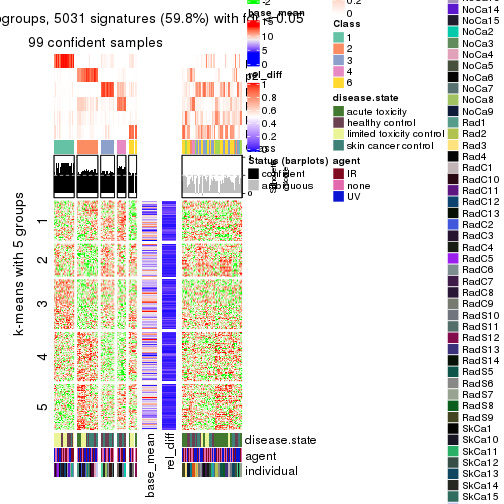 ogroups, 5031 signatures (59.8%) with f
0.05
99 confident samples
k-means with 5 groups
1
2
3
4
5
base_mean
rel_diff
disease.state
agent
individual
-2
base_mean
15
10
5
0
rel_diff
1
0.8
0.6
0.4
0.2
0
Status (barplots)
confident
ambiguous
0.2
0
Class
1
2
3
4
6
disease.state
acute toxicity
healthy control
limited toxicity control
skin cancer control
agent
IR
none
UV
NoCa14
NoCa15
NoCa2
NoCa3
NoCa4
NoCa5
NoCa6
NoCa7
NoCa8
NoCa9
Rad1
Rad2
Rad3
Rad4
RadC1
RadC10
RadC11
RadC12
RadC13
RadC2
RadC3
RadC4
RadC5
RadC6
RadC7
RadC8
RadC9
RadS10
RadS11
RadS12
RadS13
RadS14
RadS5
RadS6
RadS7
RadS8
RadS9
SkCa1
SkCa10
SkCa11
SkCa12
SkCa13
SkCa14
SkCa15